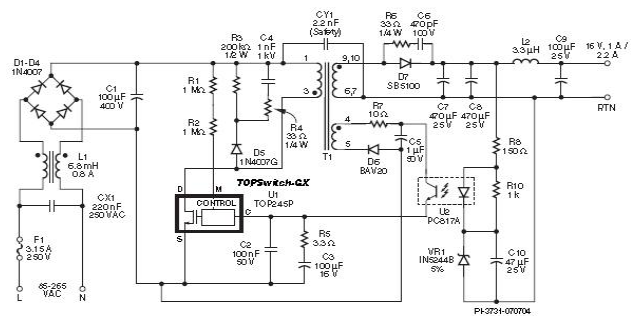 D1-D4
1N4007
C1
100 µF
400 V
R1
1 MΩ
R2
1 MΩ
R3
200 kΩ
1/2 W
C4
1 nF
1 kV
R4
33 Ω
1/4 W
D5
1N4007G
CY1
2.2 nF
(Safety)
1
3
9,10
6,7
4
5
T1
R6
33 Ω
1/4 W
C6
470 pF
100 V
D7
SB5100
C7
470 µF
25 V
C8
470 µF
25 V
L2
3.3 µH
C9
100 µF
25 V
15 V, 1 A /
2.2 A
RTN
R7
10 Ω
D6
BAV20
C5
1 µF
50 V
R8
150 Ω
R10
1 k
U2
PC817A
VR1
IN5244B
5%
C10
47 µF
25 V
L1
5.6 mH
0.8 A
CX1
220 nF
250 VAC
F1
3.15 A
250 V
L
N
85-265
VAC
TOPSwitch-GX
U1
TOP245P
D
M
CONTROL
C
S
C2
100 nF
50 V
R5
3.3 Ω
C3
100 µF
16 V
PI-3731-070704